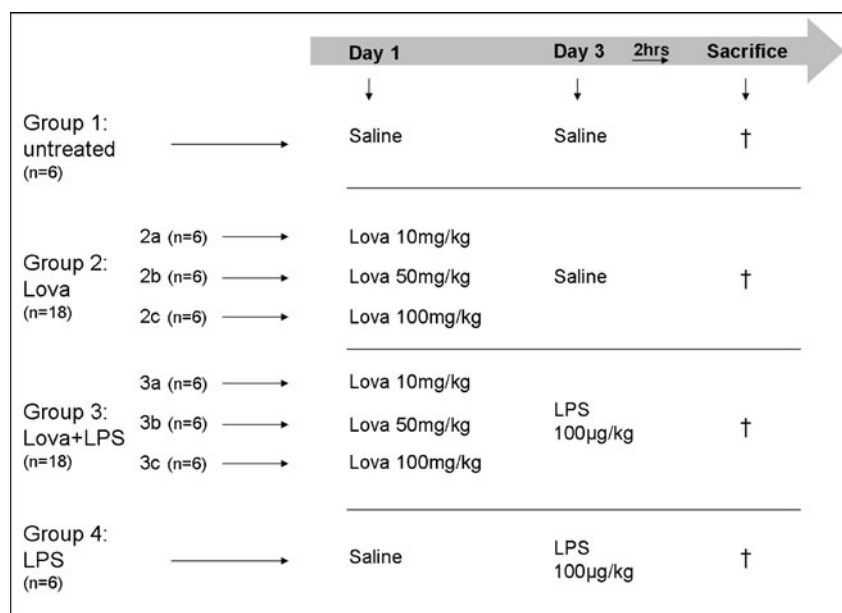 Day 1 Day 3 2hrs Sacrifice
Group 1:
untreated
(n=6)
Saline Saline †
Group 2:
Lova
(n=18)
2a (n=6) Lova 10mg/kg
2b (n=6) Lova 50mg/kg Saline †
2c (n=6) Lova 100mg/kg
Group 3:
Lova+LPS
(n=18)
3a (n=6) Lova 10mg/kg
3b (n=6) Lova 50mg/kg LPS
100µg/kg †
3c (n=6) Lova 100mg/kg
Group 4:
LPS
(n=6)
Saline LPS
100µg/kg †